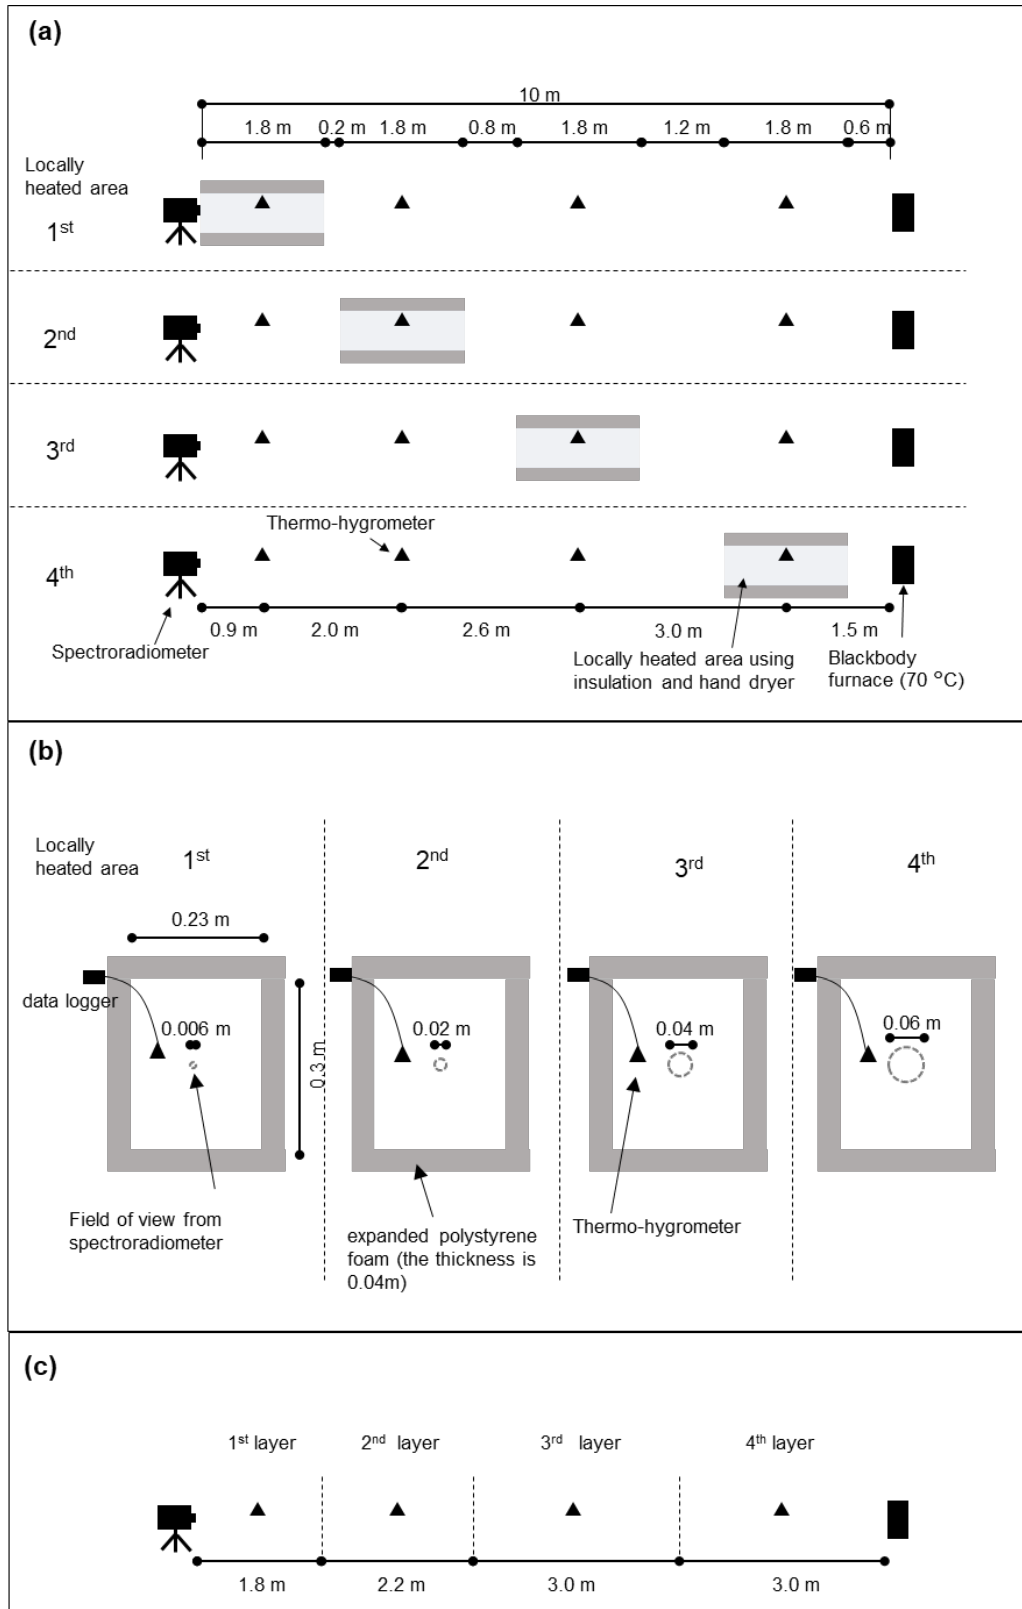 (a)
10 m
1.8 m 0.2 m 1.8 m 0.8 m 1.8 m 1.2 m 1.8 m 0.6 m
Locally
heated area
1st
2nd
3rd
4th
Thermo-hygrometer
0.9 m 2.0 m 2.6 m 3.0 m 1.5 m
Spectroradiometer
Locally heated area using
insulation and hand dryer
Blackbody
furnace (70 °C)
(b)
Locally
heated area
1st 2nd 3rd 4th
0.23 m
data logger
0.006 m 0.02 m 0.04 m 0.06 m
0.3 m
Field of view from
spectroradiometer
expanded polystyrene
foam (the thickness is
0.04m)
Thermo-hygrometer
(c)
1st layer 2nd layer 3rd layer 4th layer
1.8 m 2.2 m 3.0 m 3.0 m